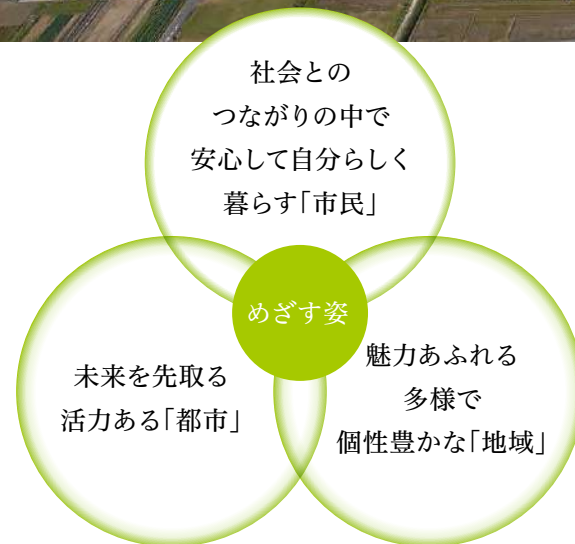 社会との
つながりの中で
安心して自分らしく
暮らす「市民」
めざす姿
未来を先取る
活力ある「都市」
魅力あふれる
多様で
個性豊かな「地域」